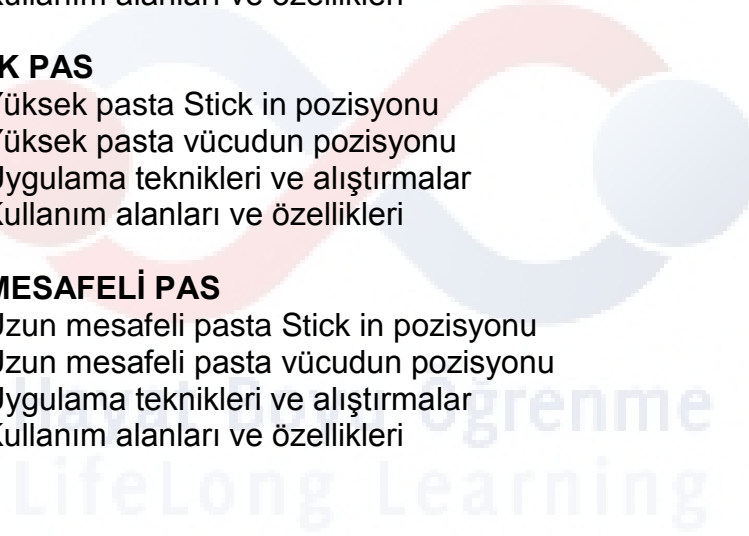 Kullanım alanları ve özellikleri
K PAS
Yüksek pasta Stick in pozisyonu
Yüksek pasta vücudun pozisyonu
Uygulama teknikleri ve alıştırmalar
Kullanım alanları ve özellikleri
MESAFELİ PAS
Uzun mesafeli pasta Stick in pozisyonu
Uzun mesafeli pasta vücudun pozisyonu
Uygulama teknikleri ve alıştırmalar
Kullanım alanları ve özellikleri
Hayat Boyu Öğrenme
LifeLong Learning